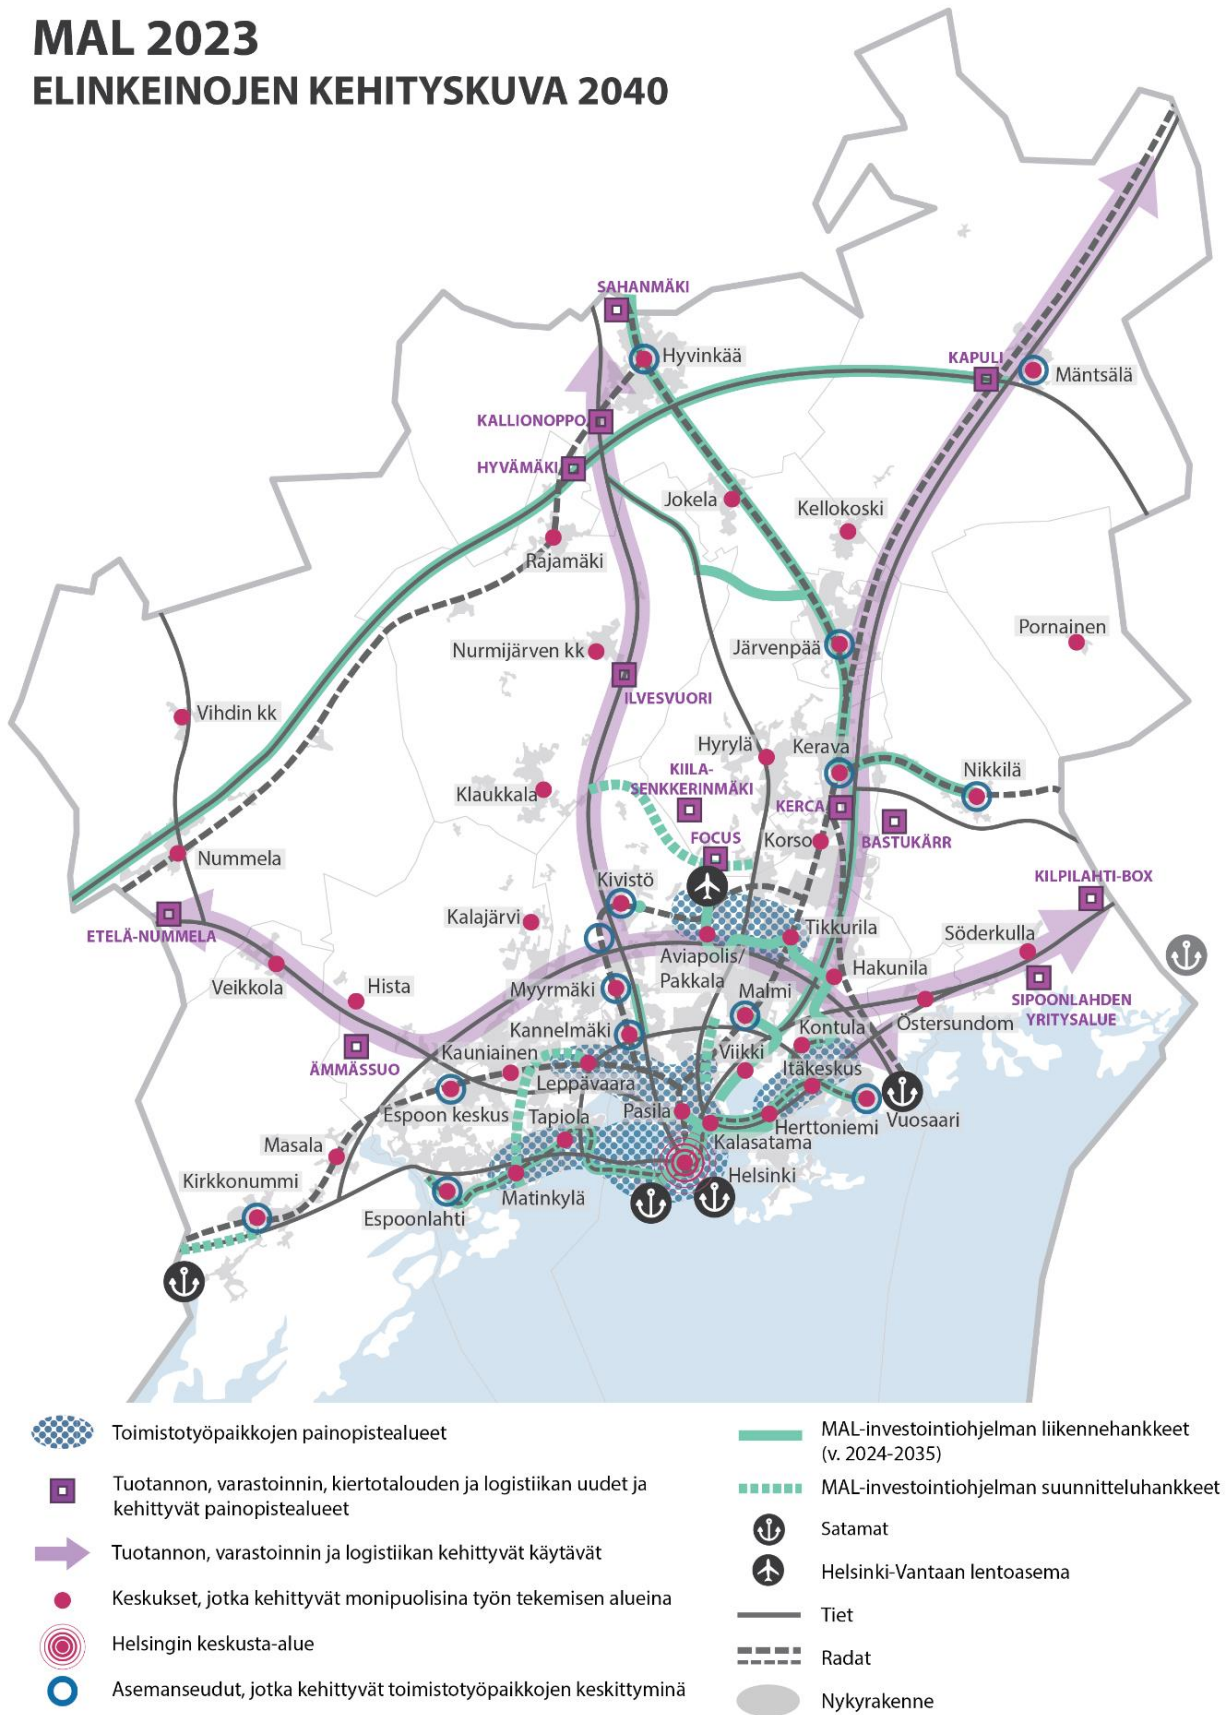 MAL 2023
ELINKEINOJEN KEHITYSKUVA 2040
SAHANMÄKI
Hyvinkää
KAPULI
Mäntsälä
KALLIONOPPO
HYVÄMÄKI
Jokela
Kellokoski
Rajamäki
Pornainen
Nurmijärven kk
Järvenpää
ILVESVUORI
Vihdin kk
Hyrylä
Kerava
KIILA-
SENKKERINMÄKI
Nikkilä
Klaukkala
KERCA
FOCUS
Korso
BASTUKÄRR
Nummela
Kivistö
KILPILAHTI-BOX
ETELÄ-NUMMELA
Kalajärvi
Tikkurila
Söderkulla
Aviapolis/
Pakkala
Veikkola
Hista
Myyrmäki
Malmi
Hakunila
SIPOONLAHDEN
YRITYSALUE
Kannelmäki
Kontula
Östersundom
Kauniainen
Viikki
Itäkeskus
ÄMMÄSSUO
Leppävaara
Espoon keskus
Tapiola
Pasila
Herttoniemi
Vuosaari
Masala
Kalasatama
Kirkkonummi
Helsinki
Matinkylä
Espoonlahti
Toimistotyöpaikkojen painopistealueet
Tuotannon, varastoinnin, kiertotalouden ja logistiikan uudet ja
kehittyvät painopistealueet
Tuotannon, varastoinnin ja logistiikan kehittyvät käytävät
Keskukset, jotka kehittyvät monipuolisina työn tekemisen alueina
Helsingin keskusta-alue
Asemanseudut, jotka kehittyvät toimistotyöpaikkojen keskittyminä
MAL-investointiohjelman liikennehankkeet
(v. 2024-2035)
MAL-investointiohjelman suunnitteluhankkeet
Satamat
Helsinki-Vantaan lentoasema
Tiet
Radat
Nykyrakenne